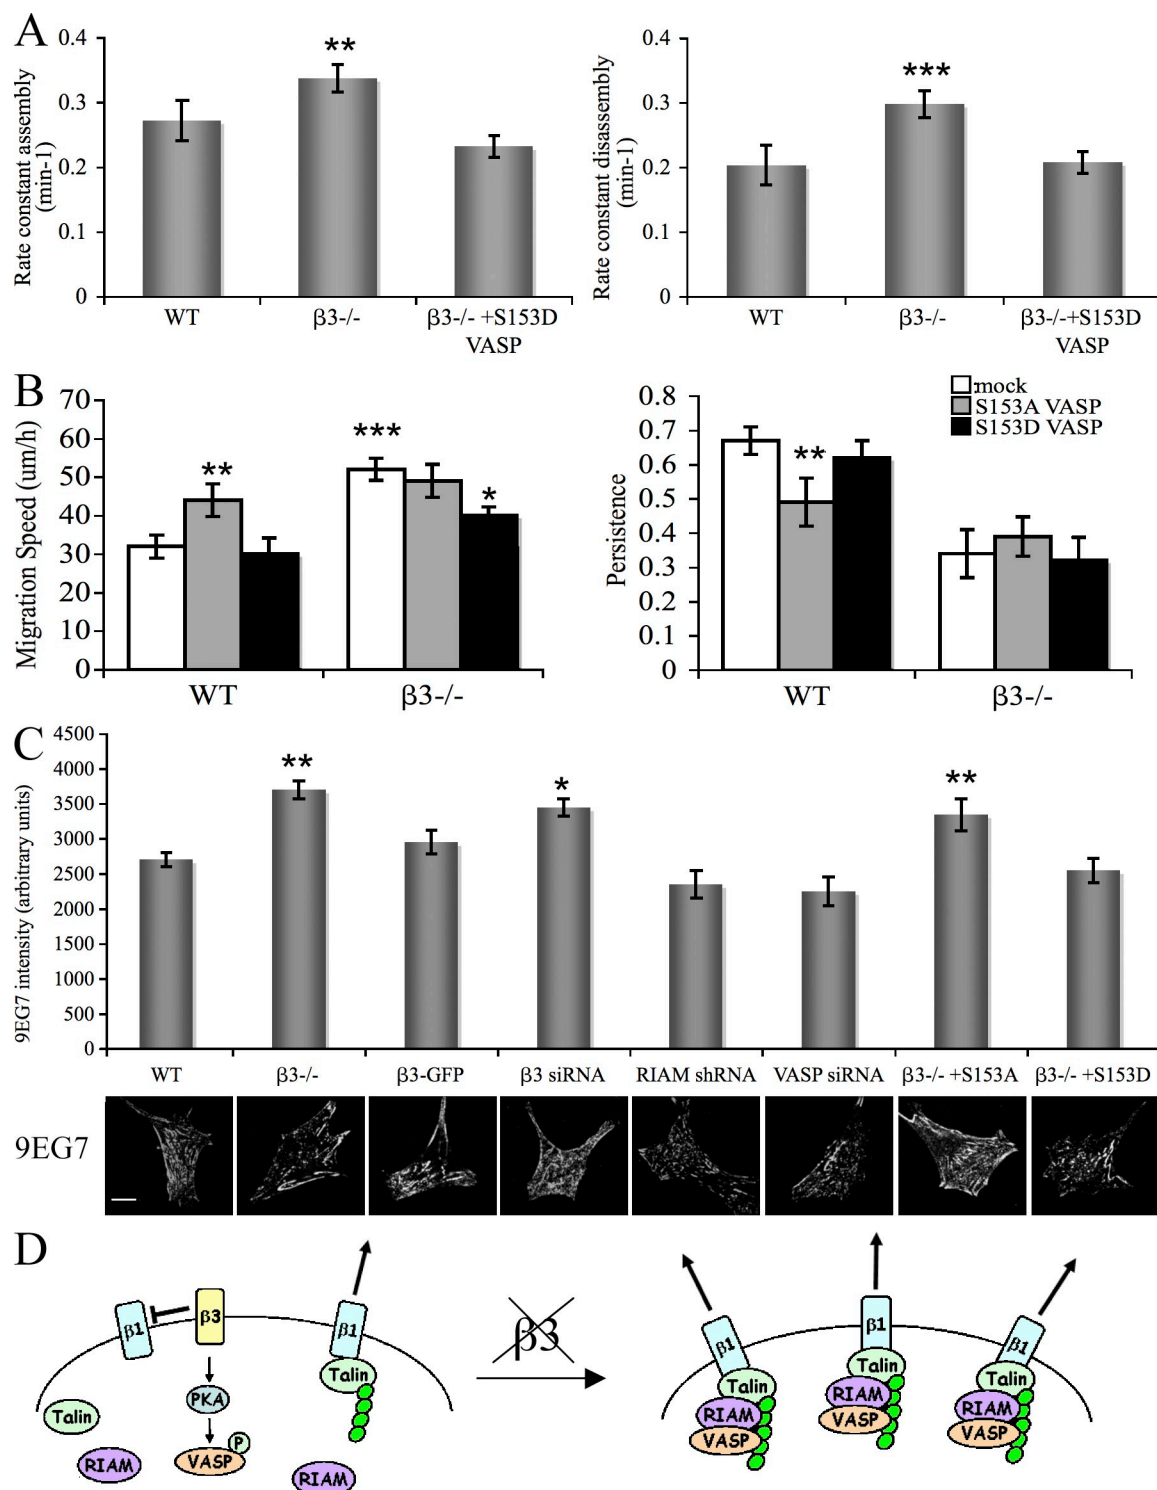 A
0.4
0.3
0.2
0.1
0
Rate constant assembly
(min-1)
**
WT
β3-/-
β3-/- +S153D
VASP
0.4
0.3
0.2
0.1
0
Rate constant disassembly
(min-1)
***
WT
β3-/-
β3-/-+S153D
VASP
B
70
60
50
40
30
20
10
0
Migration Speed (um/h)
**
***
*
WT
β3-/-
0.8
0.7
0.6
0.5
0.4
0.3
0.2
0.1
0
Persistence
**
mock
S153A VASP
S153D VASP
WT
β3-/-
C
4500
4000
3500
3000
2500
2000
1500
1000
500
0
9EG7 intensity (arbitrary units)
**
*
**
WT
β3-/-
β3-GFP
β3 siRNA
RIAM shRNA
VASP siRNA
β3-/- +S153A
β3-/- +S153D
9EG7
D
β1
β3
β1
Talin
PKA
Talin
RIAM
VASP
P
RIAM
β3
β1
Talin
RIAM
VASP
β1
Talin
RIAM
VASP
β1
Talin
RIAM
VASP